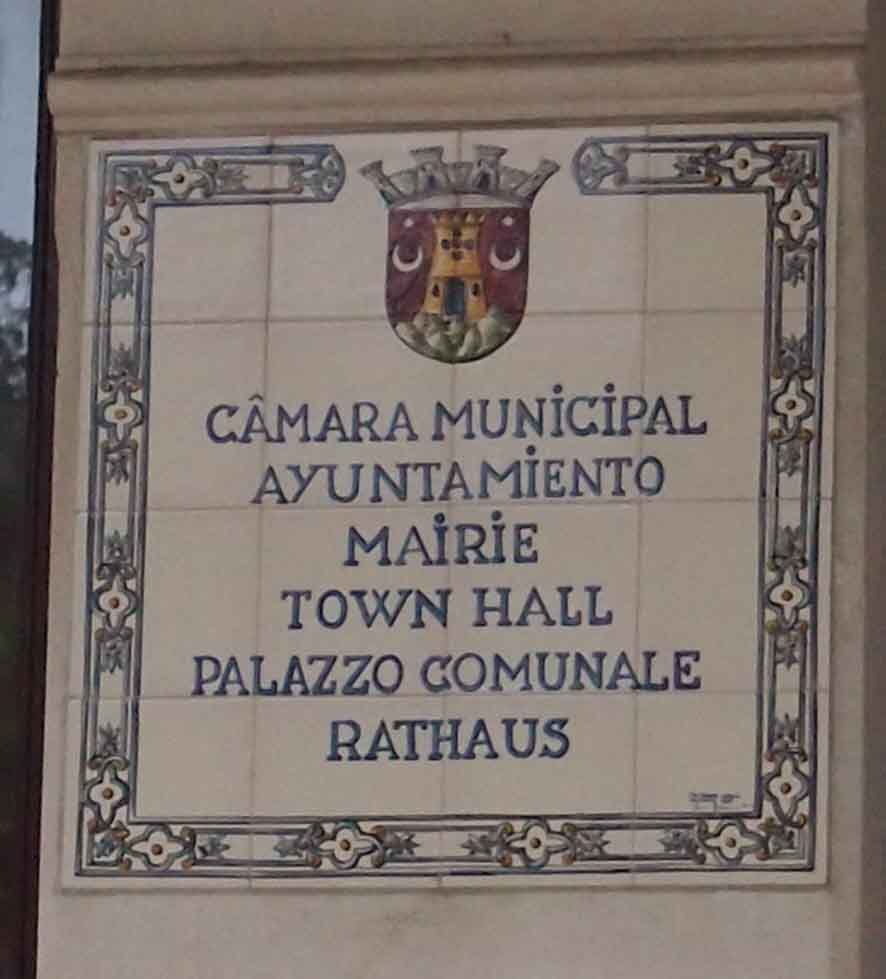 CÂMARA MUNICIPAL
AYUNTAMIENTO
MAIRIE
TOWN HALL
PALAZZO COMUNALE
RATHAUS